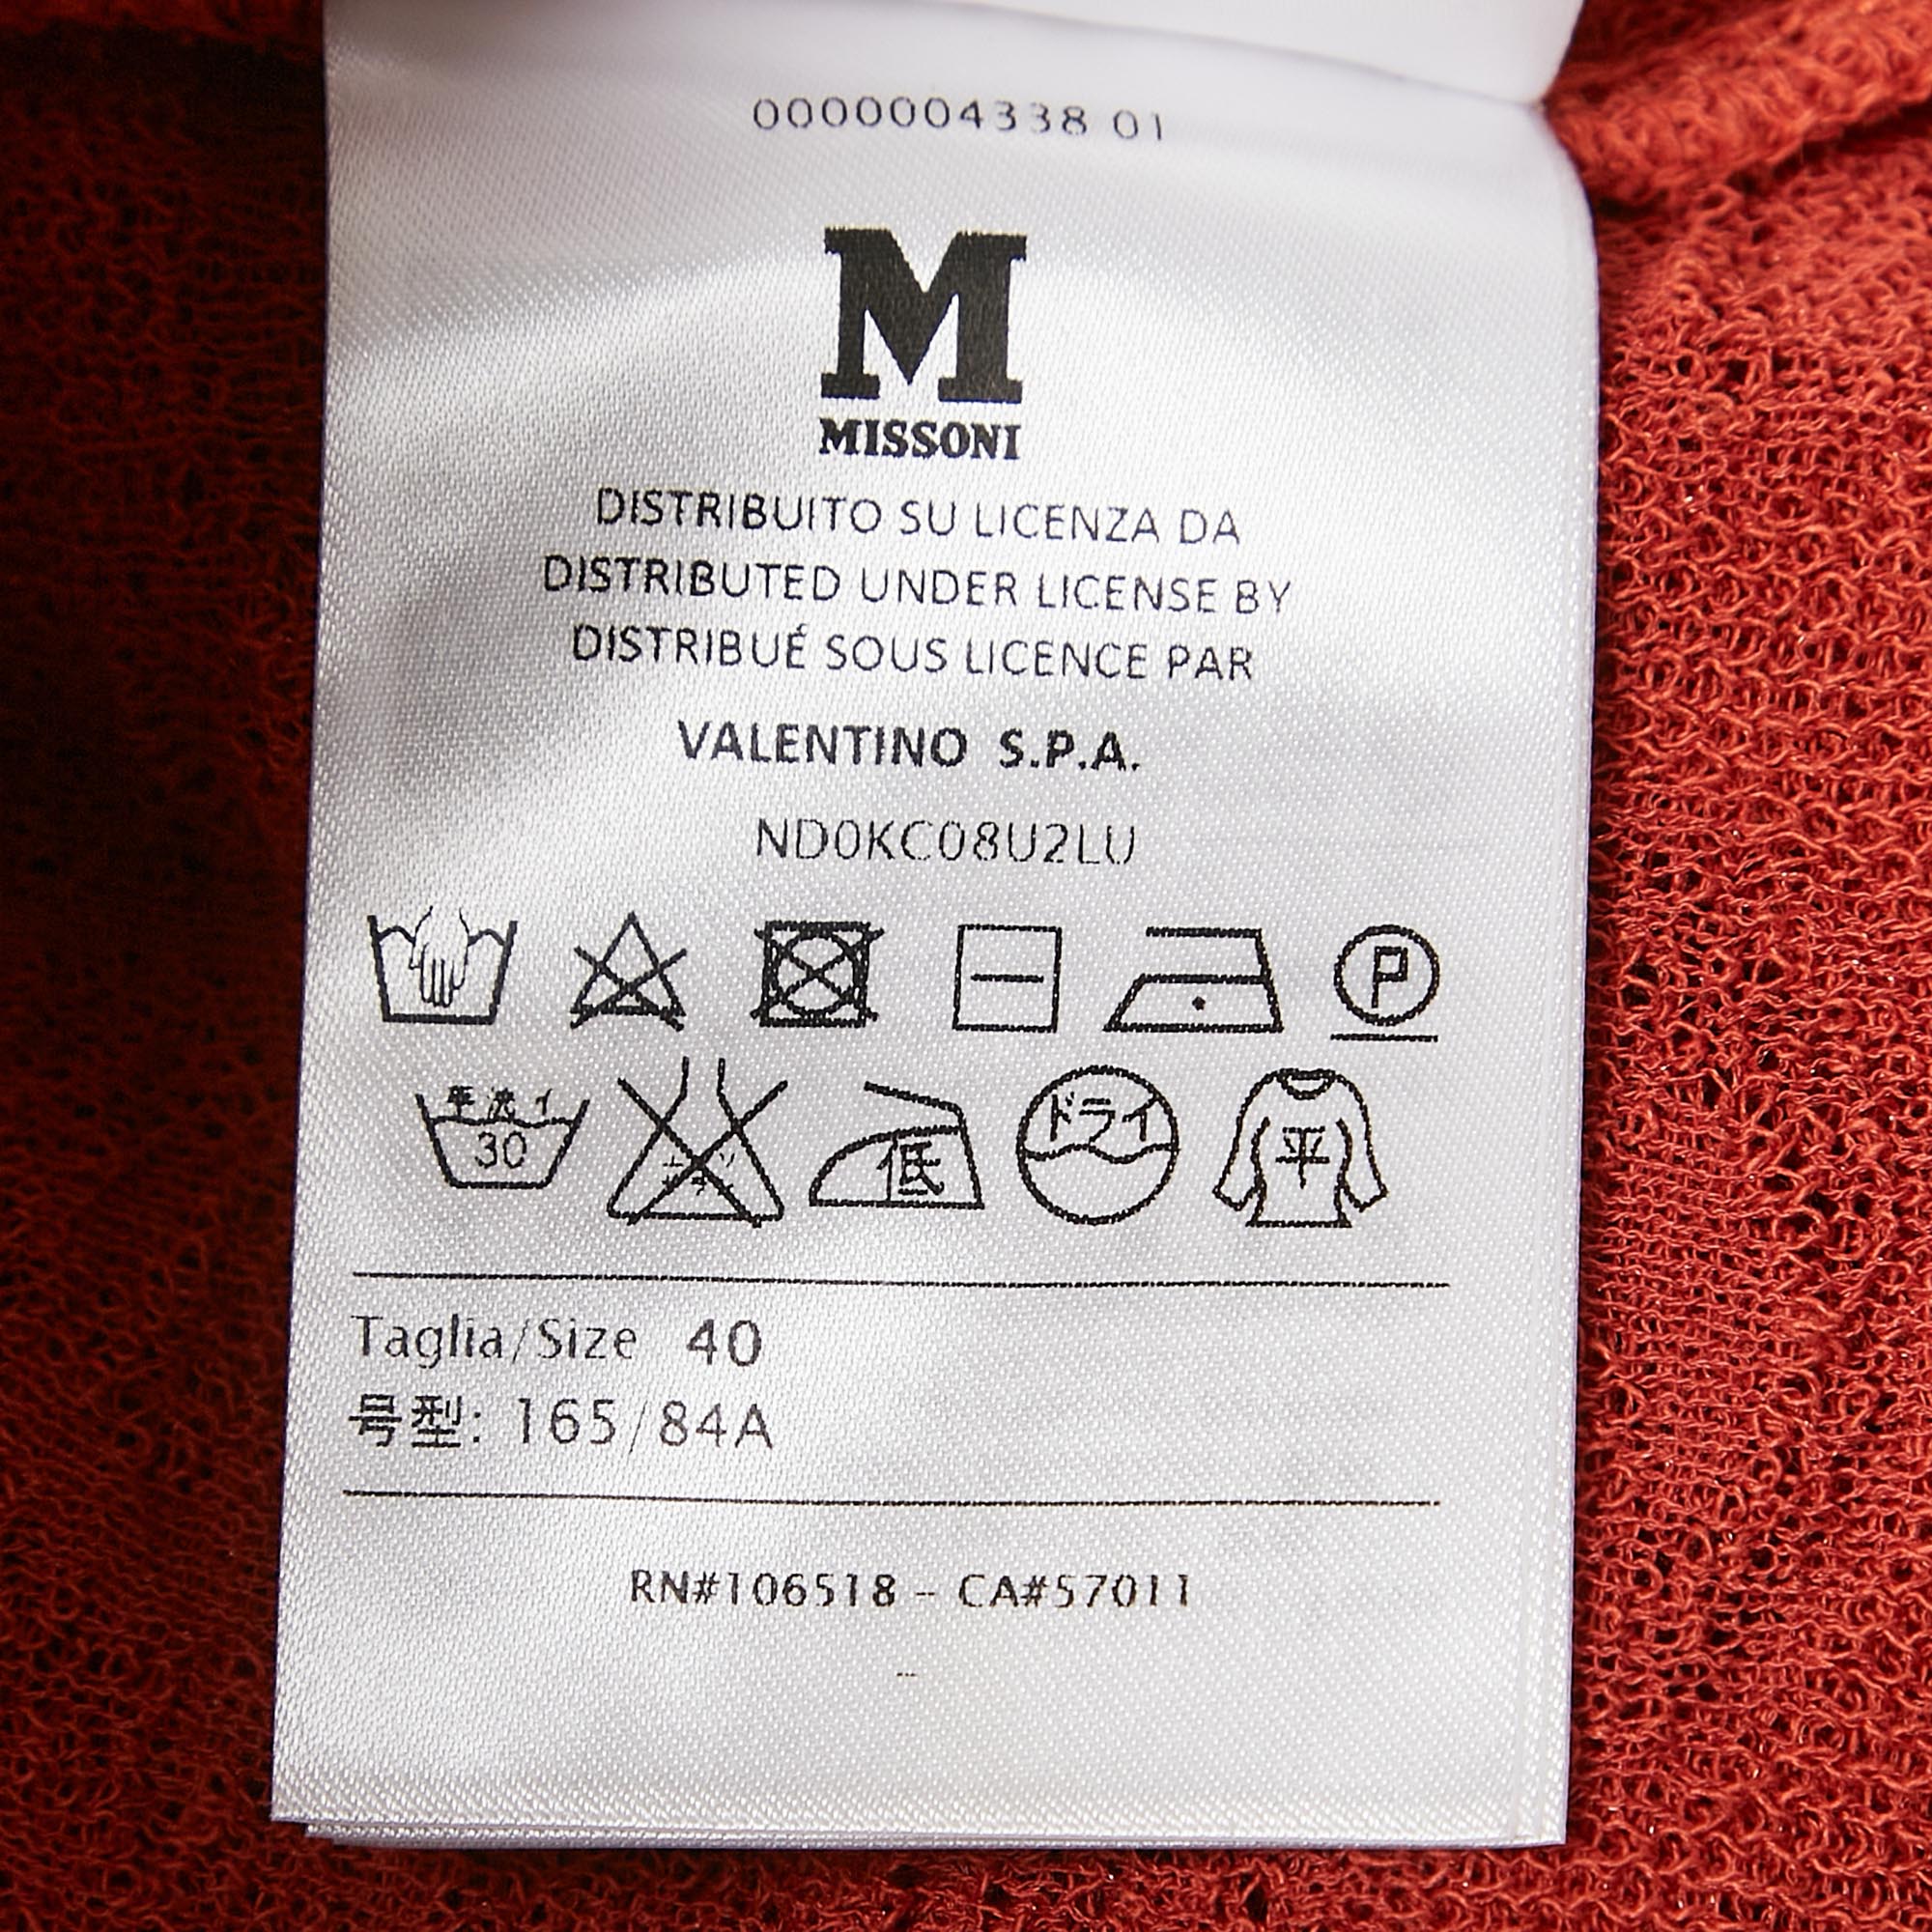 0000004338 01
M
MISSONI
DISTRIBUITO SU LICENZA DA
DISTRIBUTED UNDER LICENSE BY
DISTRIBUÉ SOUS LICENCE PAR
VALENTINO S.P.A.
ND0KC08U2LU
P
手洗イ
30
低
ドライ
平
Taglia/Size 40
号型: 165/84A
RN#106518 - CA#57011